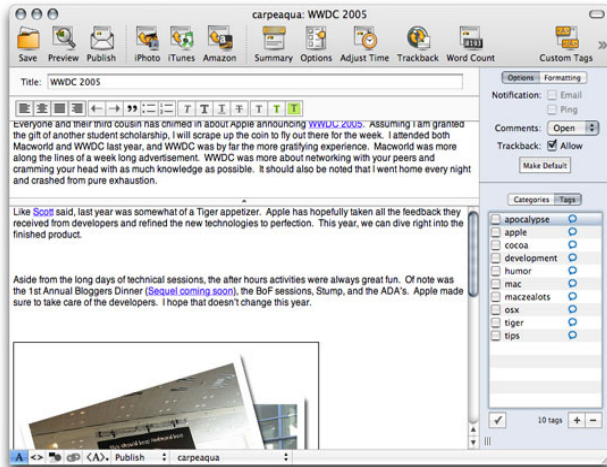 carpeaqua: WWDC 2005
Save Preview Publish iPhoto iTunes Amazon Summary Options Adjust Time Trackback Word Count Custom Tags
Title: WWDC 2005
Options Formatting
Notification: Email
Ping
Comments: Open
Trackback: Allow
Make Default
Everyone and their third cousin has chimed in about Apple announcing WWDC 2005. Assuming I am granted
the gift of another student scholarship, I will scrape up the coin to fly out there for the week. I attended both
Macworld and WWDC last year, and WWDC was by far the more gratifying experience. Macworld was more
along the lines of a week long advertisement. WWDC was more about networking with your peers and
cramming your head with as much knowledge as possible. It should also be noted that I went home every night
and crashed from pure exhaustion.
Like Scott said, last year was somewhat of a Tiger appetizer. Apple has hopefully taken all the feedback they
received from developers and refined the new technologies to perfection. This year, we can dive right into the
finished product.
Aside from the long days of technical sessions, the after hours activities were always great fun. Of note was
the 1st Annual Bloggers Dinner (Sequel coming soon), the BoF sessions, Stump, and the ADA's. Apple made
sure to take care of the developers. I hope that doesn't change this year.
Categories Tags
apocalypse
apple
cocoa
development
humor
mac
maczealots
osx
tiger
tips
10 tags + -
A <> <A>. Publish carpeaqua